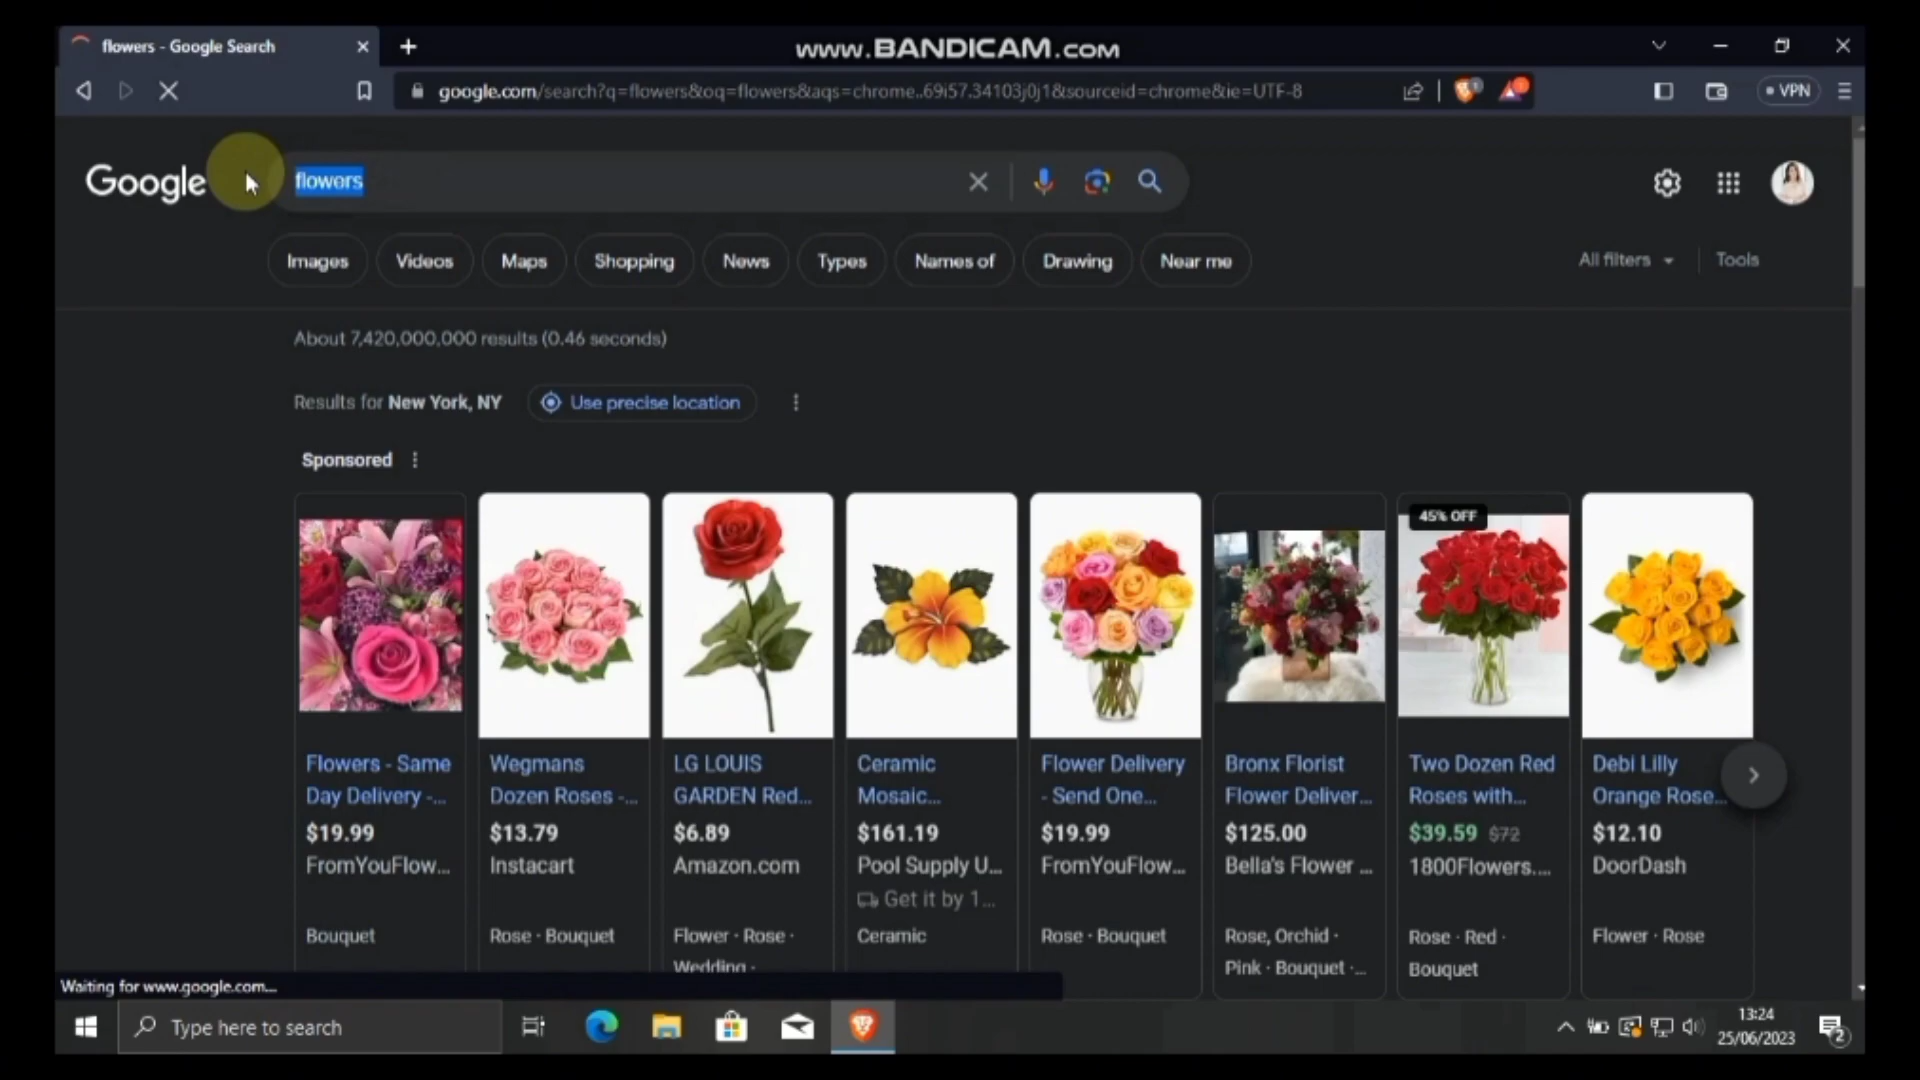 flowers - Google Search
www.BANDICAM.com
google.com/search?q=flowers&oq=flowers&aqs=chrome..69i57.34103j0j1&sourceid=chrome&ie=UTF-8
VPN
Google
flowers
Images
Videos
Maps
Shopping
News
Types
Names of
Drawing
Near me
All filters
Tools
About 7,420,000,000 results (0.46 seconds)
Results for New York, NY
Use precise location
Sponsored
45% OFF
Flowers - Same
Day Delivery -...
$19.99
FromYouFlow...
Bouquet
Wegmans
Dozen Roses -...
$13.79
Instacart
Rose · Bouquet
LG LOUIS
GARDEN Red...
$6.89
Amazon.com
Flower · Rose ·
Wedding ·
Ceramic
Mosaic...
$161.19
Pool Supply U...
Get it by 1...
Ceramic
Flower Delivery
- Send One...
$19.99
FromYouFlow...
Rose · Bouquet
Bronx Florist
Flower Deliver...
$125.00
Bella's Flower ...
Rose, Orchid ·
Pink · Bouquet ·...
Two Dozen Red
Roses with...
$39.59 $72
1800Flowers....
Rose · Red ·
Bouquet
Debi Lilly
Orange Rose...
$12.10
DoorDash
Flower · Rose
Waiting for www.google.com...
Type here to search
13:24
25/06/2023
2